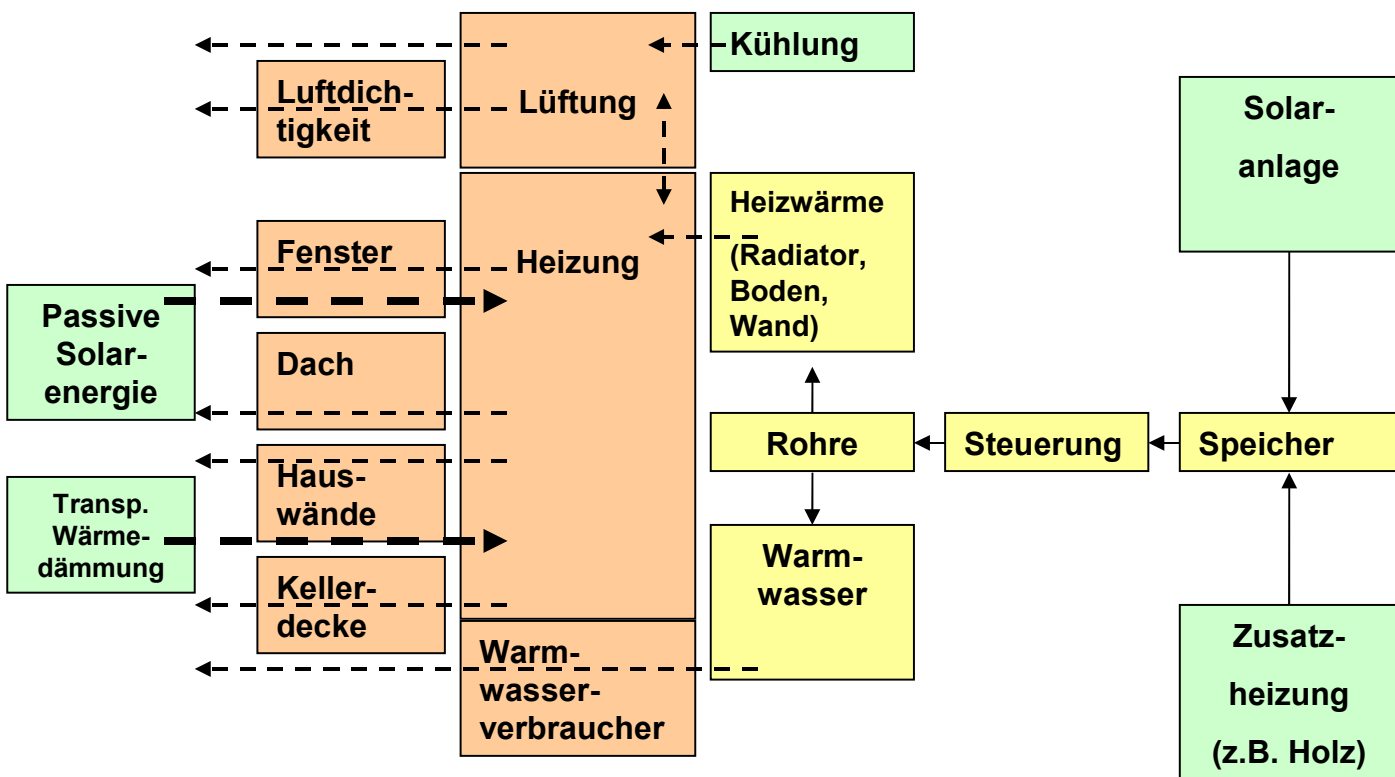 Kühlung
Luftdich-
tigkeit
Lüftung
Solar-
anlage
Heizwärme
(Radiator,
Boden,
Wand)
Fenster
Heizung
Passive
Solar-
energie
Dach
Rohre
Steuerung
Speicher
Haus-
wände
Transp.
Wärme-
dämmung
Warm-
wasser
Keller-
decke
Warm-
wasser-
verbraucher
Zusatz-
heizung
(z.B. Holz)